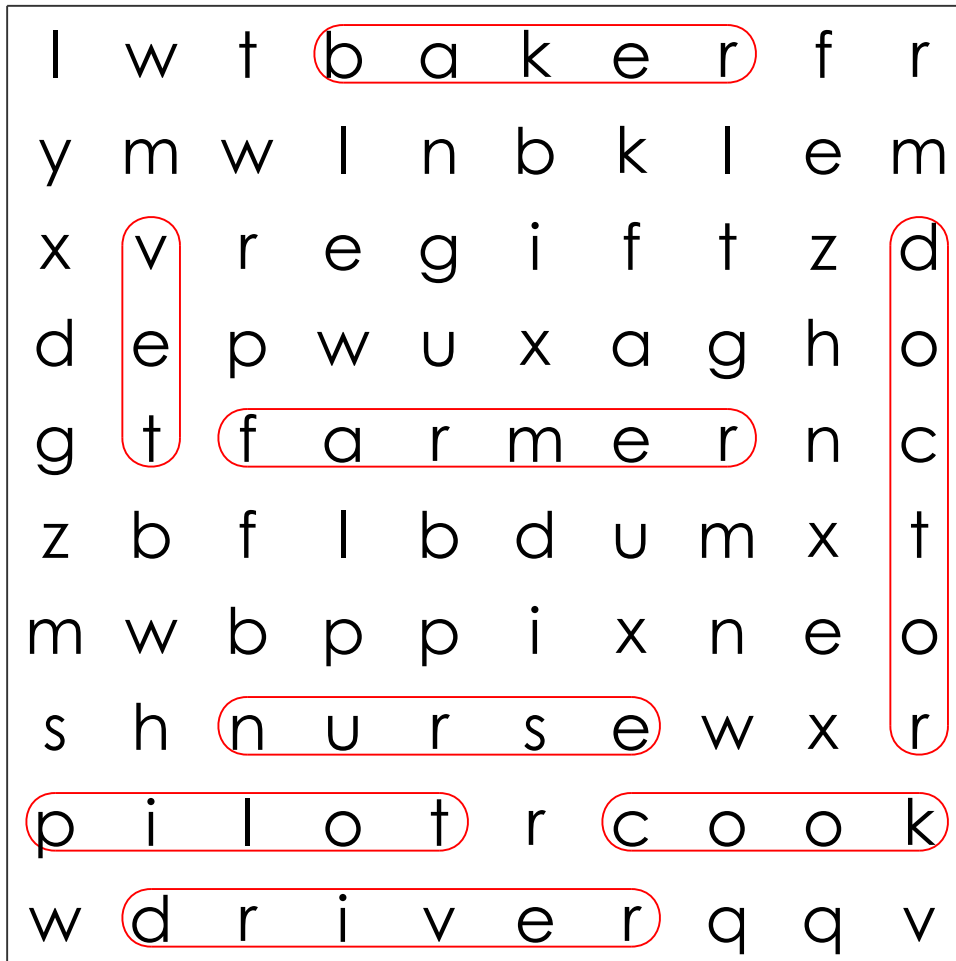 l w t b a k e r f r
y m w l n b k l e m
x v r e g i f t z d
d e p w u x a g h o
g t f a r m e r n c
z b f l b d u m x t
m w b p p i x n e o
s h n u r s e w x r
p i l o t r c o o k
w d r i v e r q q v